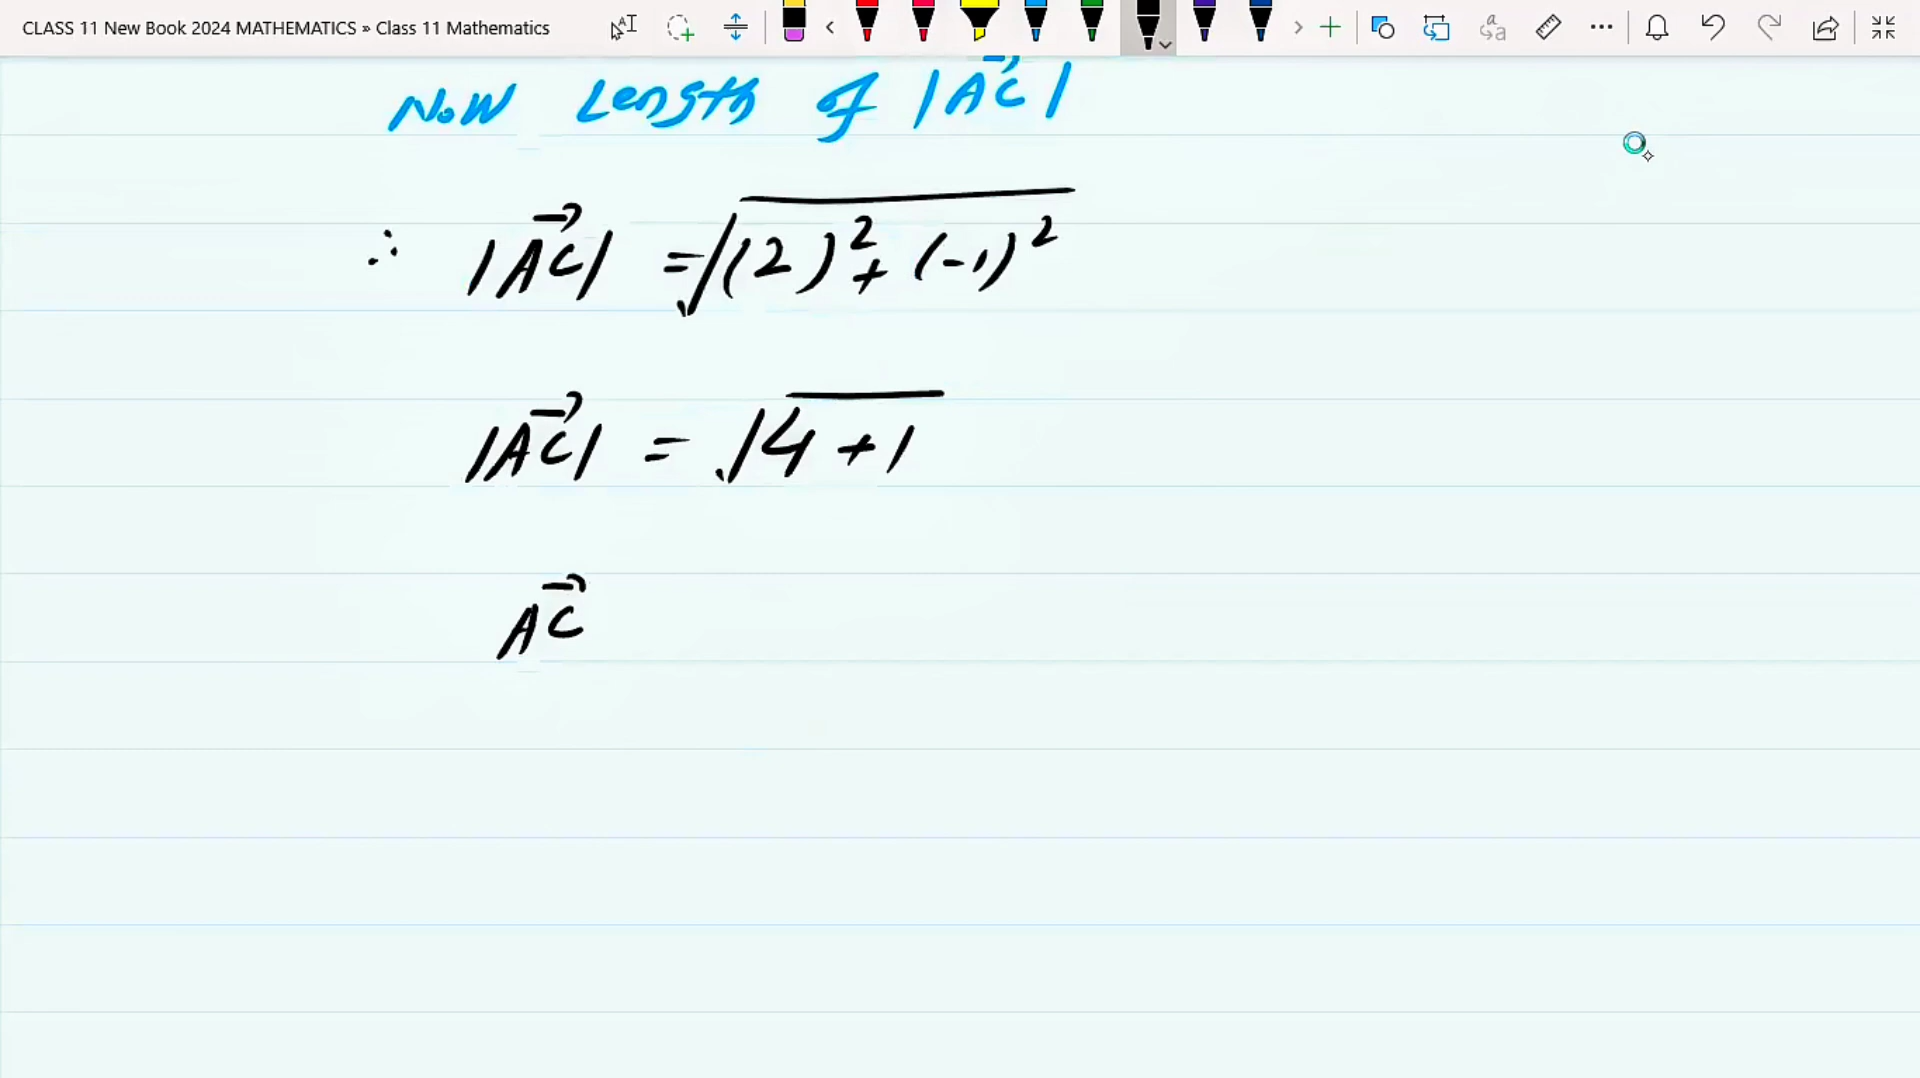 CLASS 11 New Book 2024 MATHEMATICS » Class 11 Mathematics
Now Length of |AC⃗|
∴ |AC⃗| = √((2)² + (-1)²)
|AC⃗| = √(4 + 1)
AC⃗